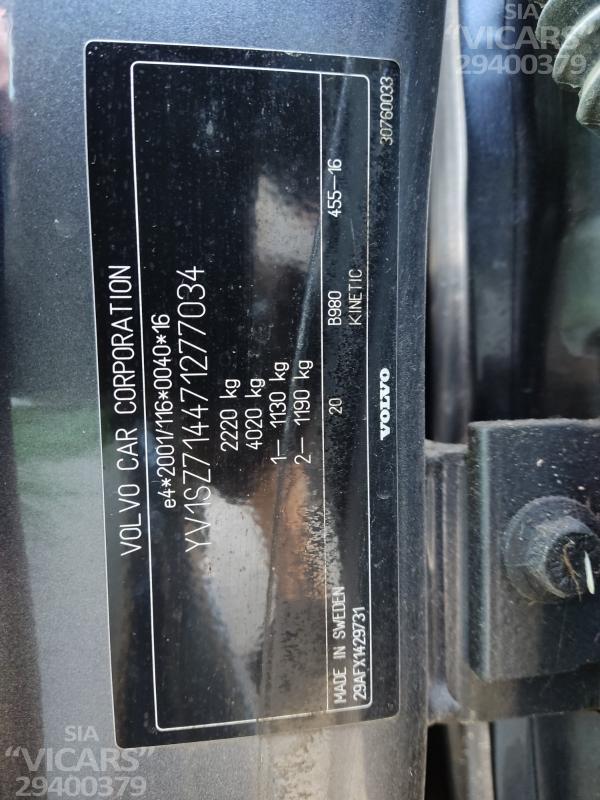 VOLVO CAR CORPORATION
e4*2001/116*0040*16
YV1SZ714471277034
2220 kg
4020 kg
1– 1130 kg
2– 1190 kg
20 B980 455–16
KINETIC
MADE IN SWEDEN
29AFX1429731
VOLVO
30760033
SIA
"VICARS"
29400379
SIA
"VICARS"
29400379